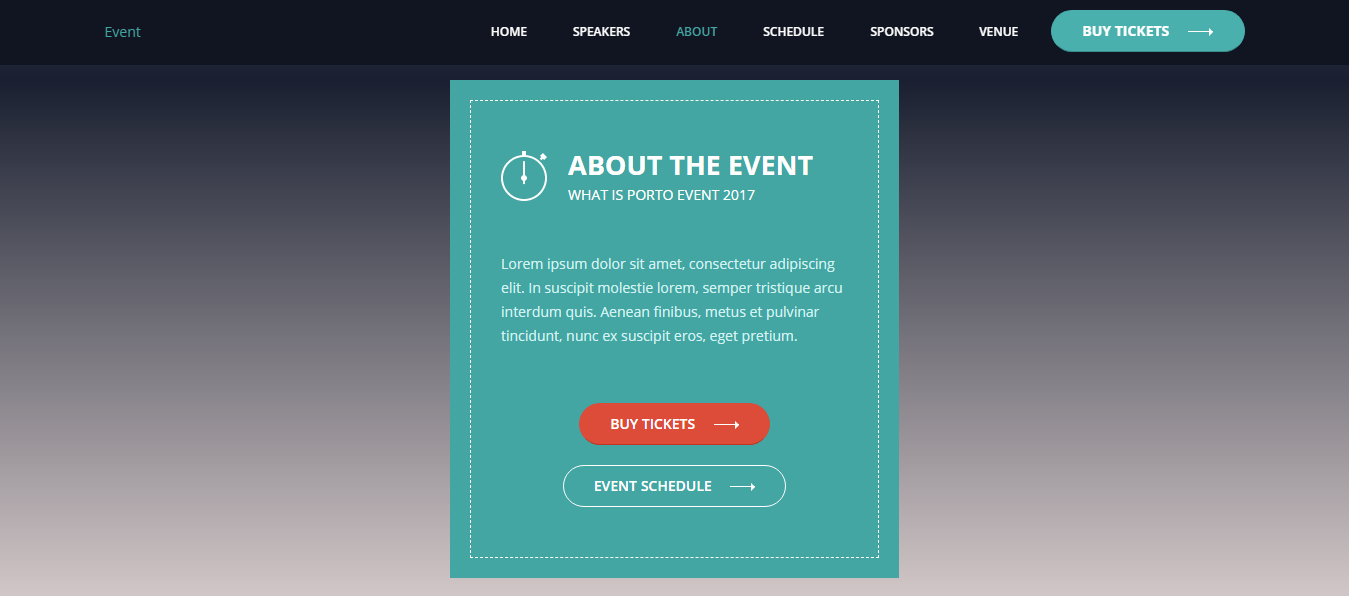 Event
HOME
SPEAKERS
ABOUT
SCHEDULE
SPONSORS
VENUE
BUY TICKETS
ABOUT THE EVENT
WHAT IS PORTO EVENT 2017
Lorem ipsum dolor sit amet, consectetur adipiscing
elit. In suscipit molestie lorem, semper tristique arcu
interdum quis. Aenean finibus, metus et pulvinar
tincidunt, nunc ex suscipit eros, eget pretium.
BUY TICKETS
EVENT SCHEDULE